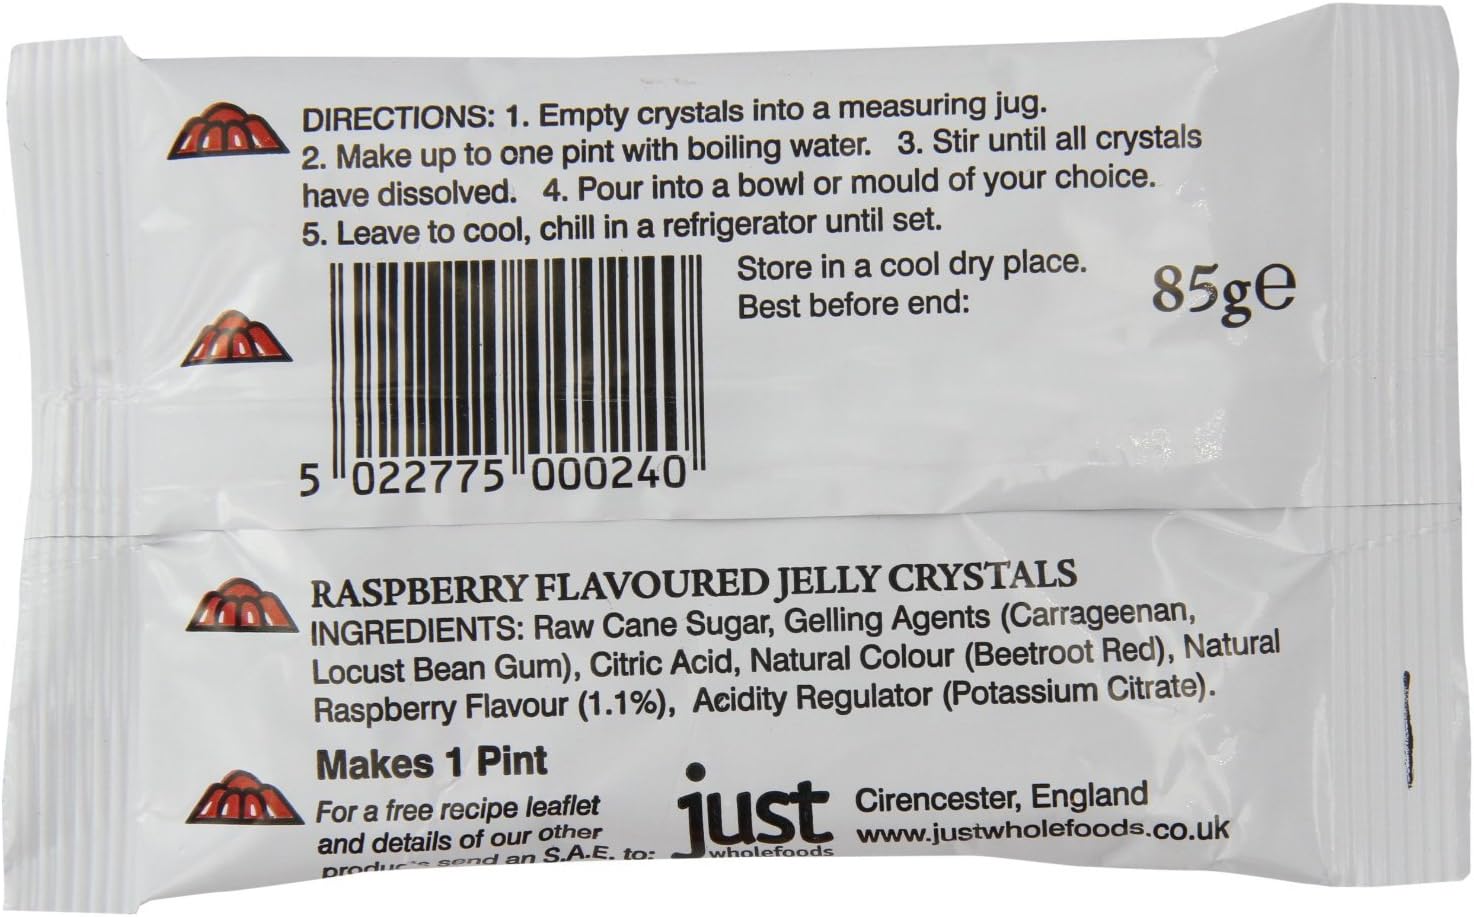 DIRECTIONS: 1. Empty crystals into a measuring jug.
2. Make up to one pint with boiling water. 3. Stir until all crystals
have dissolved. 4. Pour into a bowl or mould of your choice.
5. Leave to cool, chill in a refrigerator until set.
Store in a cool dry place.
Best before end:
85g℮
5 022775 000240
RASPBERRY FLAVOURED JELLY CRYSTALS
INGREDIENTS: Raw Cane Sugar, Gelling Agents (Carrageenan,
Locust Bean Gum), Citric Acid, Natural Colour (Beetroot Red), Natural
Raspberry Flavour (1.1%), Acidity Regulator (Potassium Citrate).
Makes 1 Pint
For a free recipe leaflet
and details of our other
send an S.A.E. to:
just
wholefoods
Cirencester, England
www.justwholefoods.co.uk